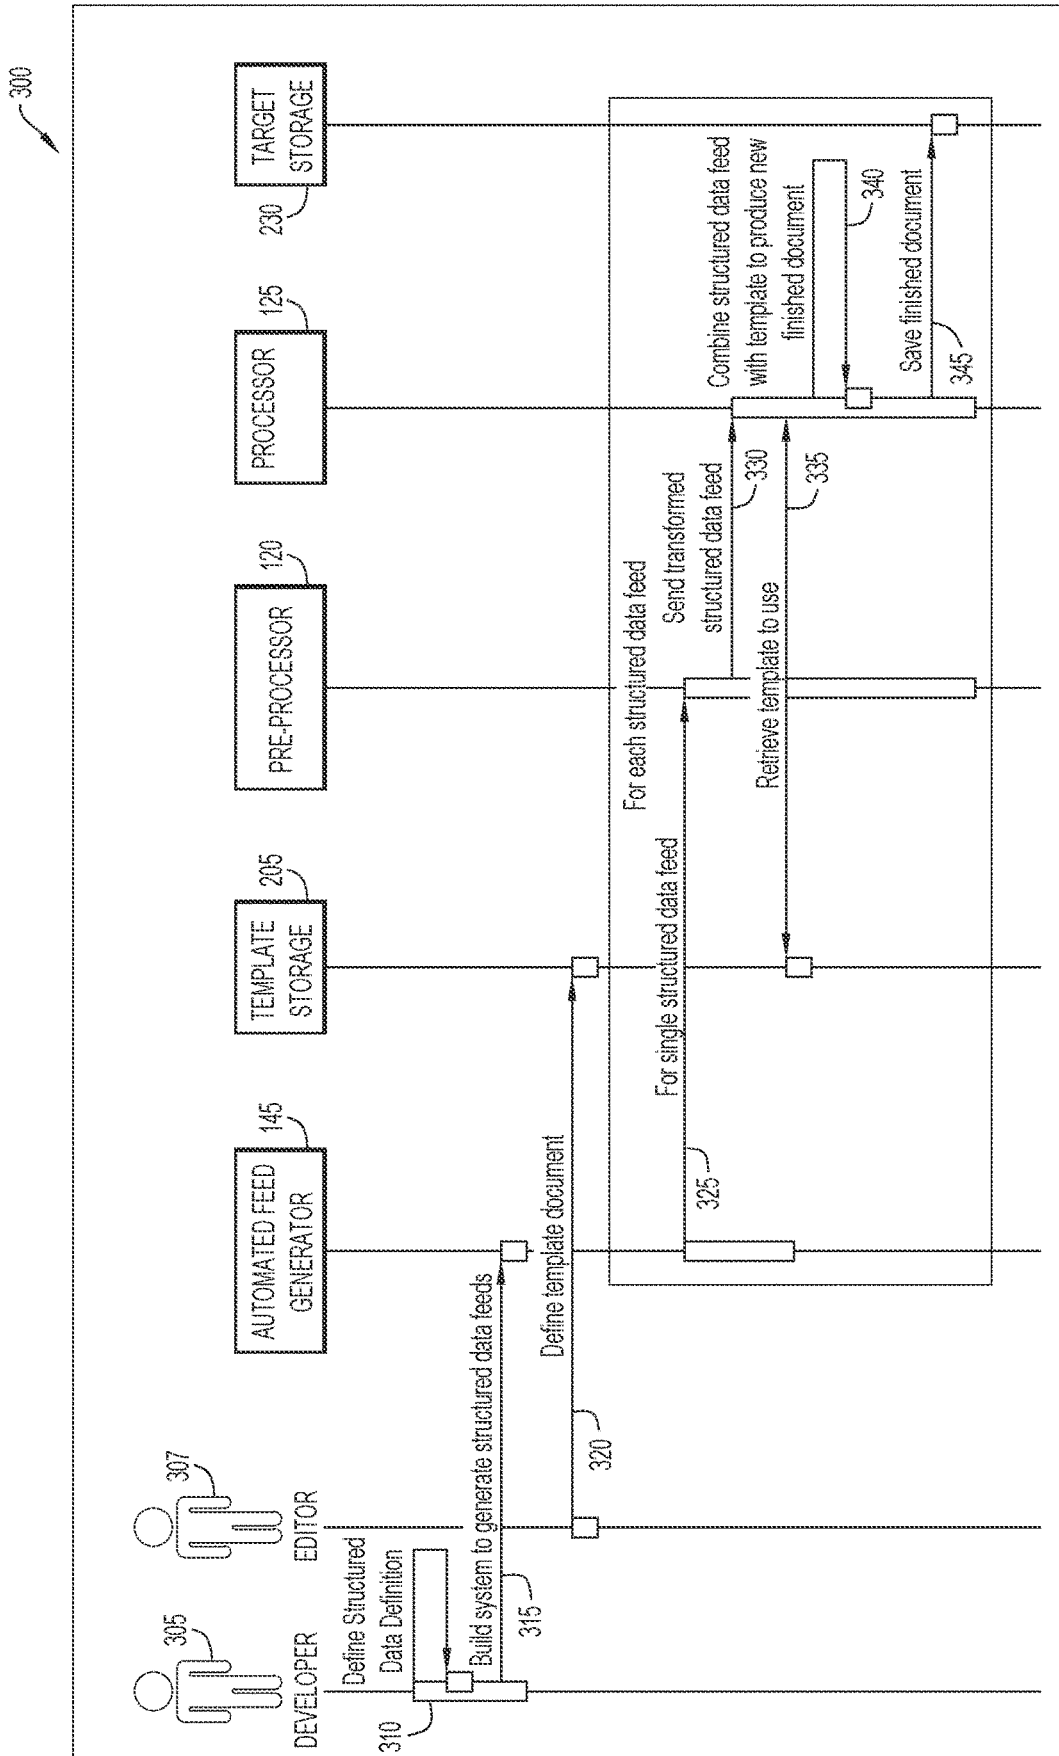 300
305
DEVELOPER
307
EDITOR
AUTOMATED FEED
GENERATOR
145
TEMPLATE
STORAGE
205
PRE-PROCESSOR
120
PROCESSOR
125
TARGET
STORAGE
230
Define Structured
Data Definition
310
Build system to generate structured data feeds
315
Define template document
320
For each structured data feed
For single structured data feed
325
Send transformed
structured data feed
330
Retrieve template to use
335
Combine structured data feed
with template to produce new
finished document
340
Save finished document
345